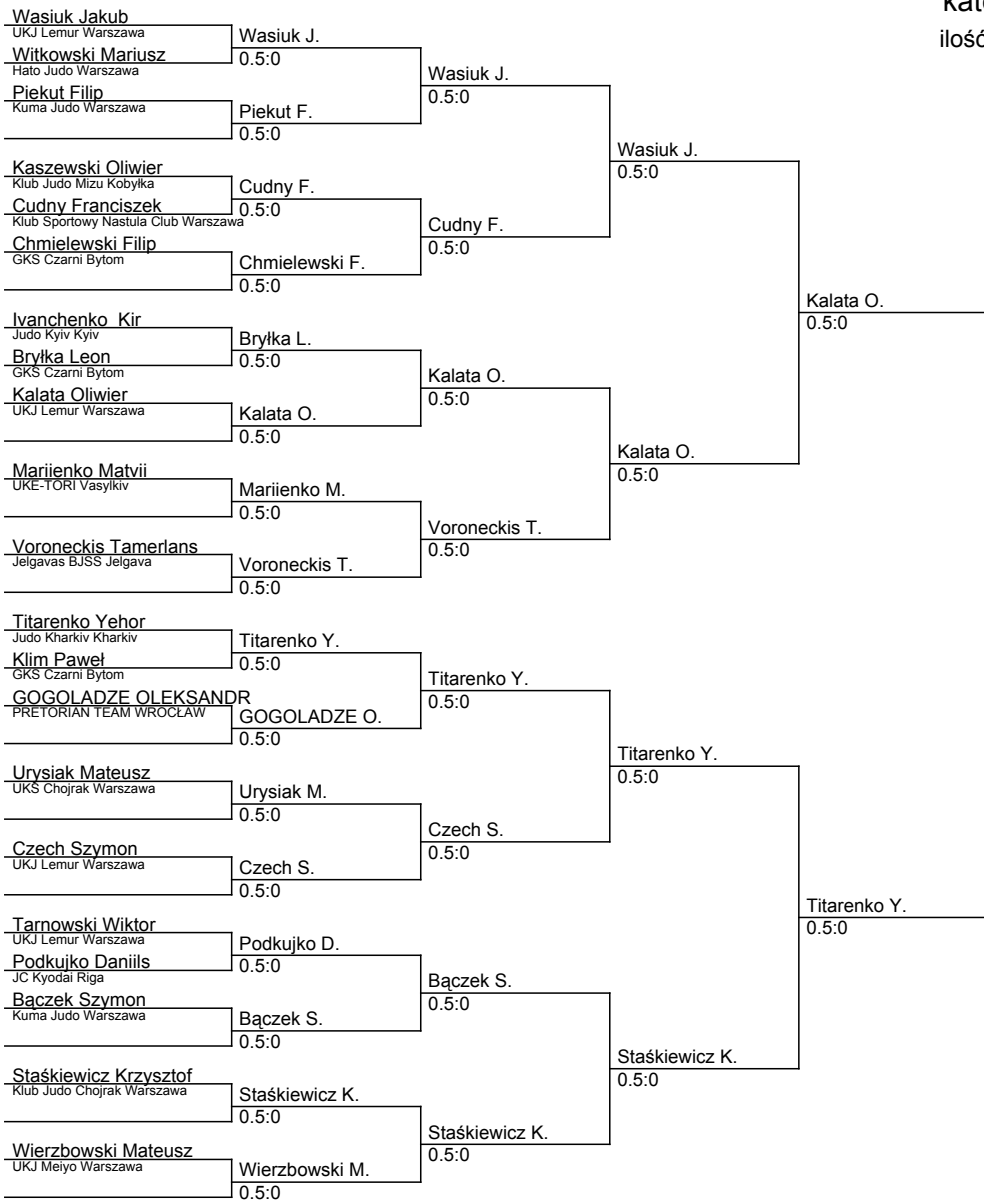 kate
ilość
Wasiuk Jakub
UKJ Lemur Warszawa
Witkowski Mariusz
Hato Judo Warszawa
Piekut Filip
Kuma Judo Warszawa
Kaszewski Oliwier
Klub Judo Mizu Kobyłka
Cudny Franciszek
Klub Sportowy Nastula Club Warszawa
Chmielewski Filip
GKS Czarni Bytom
Ivanchenko Kir
Judo Kyiv Kyiv
Bryłka Leon
GKS Czarni Bytom
Kalata Oliwier
UKJ Lemur Warszawa
Mariienko Matvii
UKE-TORI Vasylkiv
Voroneckis Tamerlans
Jelgavas BJSS Jelgava
Titarenko Yehor
Judo Kharkiv Kharkiv
Klim Paweł
GKS Czarni Bytom
GOGOLADZE OLEKSANDR
PRETORIAN TEAM WROCŁAW
Urysiak Mateusz
UKS Chojrak Warszawa
Czech Szymon
UKJ Lemur Warszawa
Tarnowski Wiktor
UKJ Lemur Warszawa
Podkujko Daniils
JC Kyodai Riga
Bączek Szymon
Kuma Judo Warszawa
Staśkiewicz Krzysztof
Klub Judo Chojrak Warszawa
Wierzbowski Mateusz
UKJ Meiyo Warszawa
Wasiuk J.
0.5:0
Piekut F.
0.5:0
Cudny F.
0.5:0
Chmielewski F.
0.5:0
Bryłka L.
0.5:0
Kalata O.
0.5:0
Mariienko M.
0.5:0
Voroneckis T.
0.5:0
Titarenko Y.
0.5:0
GOGOLADZE O.
0.5:0
Urysiak M.
0.5:0
Czech S.
0.5:0
Podkujko D.
0.5:0
Bączek S.
0.5:0
Staśkiewicz K.
0.5:0
Wierzbowski M.
0.5:0
Wasiuk J.
0.5:0
Cudny F.
0.5:0
Kalata O.
0.5:0
Voroneckis T.
0.5:0
Titarenko Y.
0.5:0
Czech S.
0.5:0
Bączek S.
0.5:0
Staśkiewicz K.
0.5:0
Wasiuk J.
0.5:0
Kalata O.
0.5:0
Titarenko Y.
0.5:0
Staśkiewicz K.
0.5:0
Kalata O.
0.5:0
Titarenko Y.
0.5:0